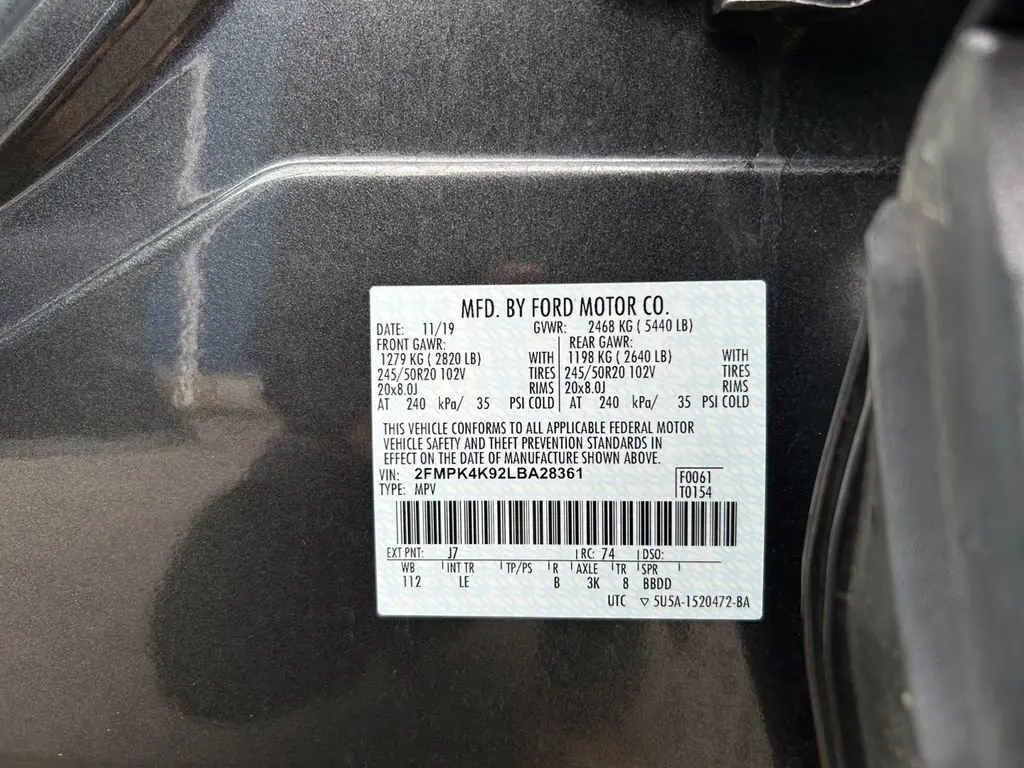 MFD. BY FORD MOTOR CO.
DATE: 11/19 GVWR: 2468 KG ( 5440 LB)
FRONT GAWR: REAR GAWR:
1279 KG ( 2820 LB) WITH 1198 KG ( 2640 LB) WITH
245/50R20 102V TIRES 245/50R20 102V TIRES
20x8.0J RIMS 20x8.0J RIMS
AT 240 kPa/ 35 PSI COLD AT 240 kPa/ 35 PSI COLD
THIS VEHICLE CONFORMS TO ALL APPLICABLE FEDERAL MOTOR
VEHICLE SAFETY AND THEFT PREVENTION STANDARDS IN
EFFECT ON THE DATE OF MANUFACTURE SHOWN ABOVE.
VIN: 2FMPK4K92LBA28361 F0061
TYPE: MPV T0154
EXT PNT: J7 RC: 74 DSO:
WB INT TR TP/PS R AXLE TR SPR
112 LE B 3K 8 BBDD
UTC ▽ 5U5A-1520472-BA